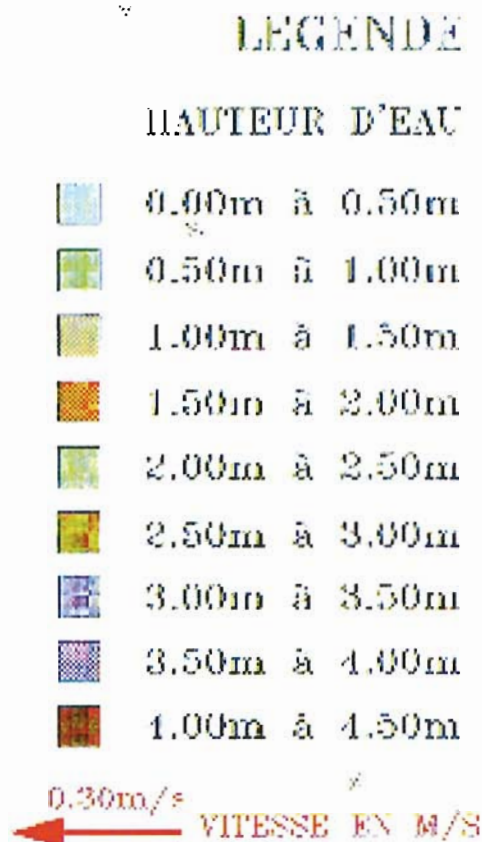 LEGENDE
HAUTEUR D'EAU
0.00m à 0.50m
0.50m à 1.00m
1.00m à 1.50m
1.50m à 2.00m
2.00m à 2.50m
2.50m à 3.00m
3.00m à 3.50m
3.50m à 4.00m
4.00m à 4.50m
0.30m/s
VITESSE EN M/S